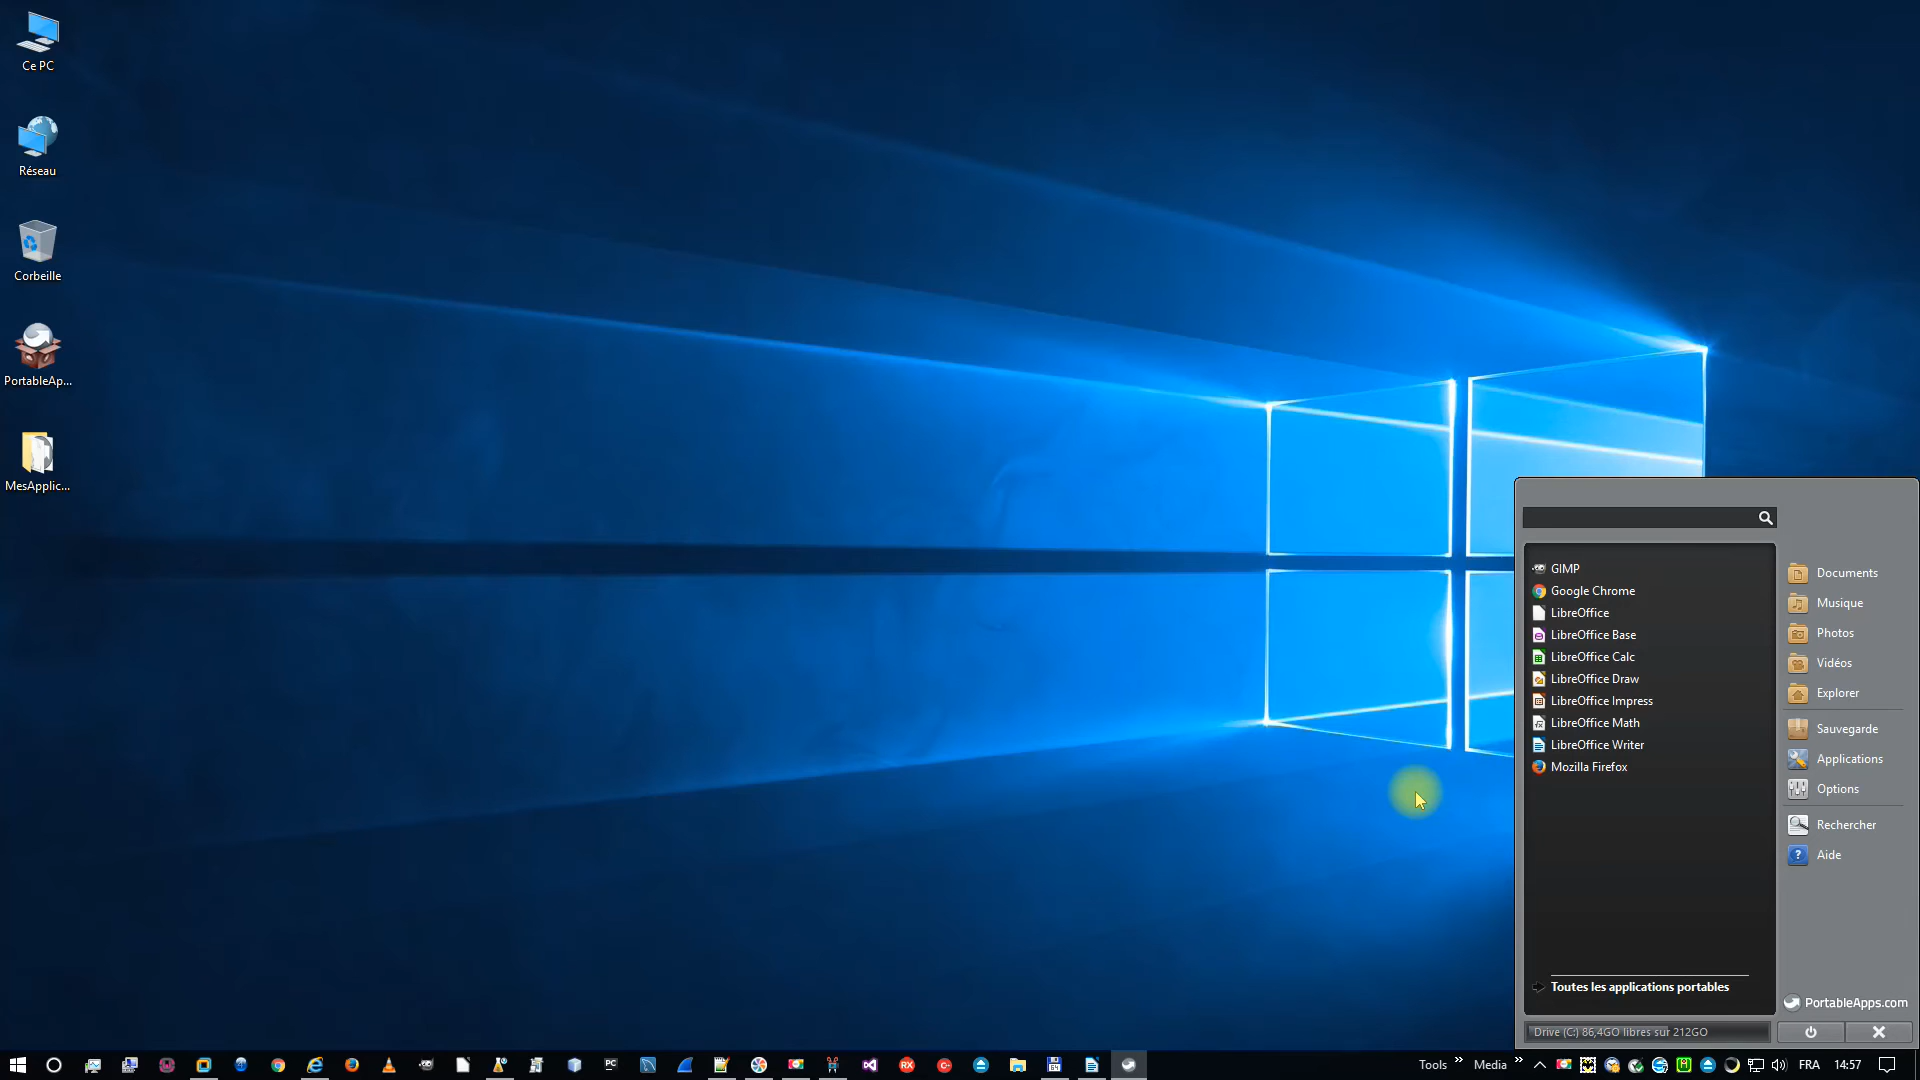 Ce PC
Réseau
Corbeille
PortableAp...
MesApplic...
GIMP
Google Chrome
LibreOffice
LibreOffice Base
LibreOffice Calc
LibreOffice Draw
LibreOffice Impress
LibreOffice Math
LibreOffice Writer
Mozilla Firefox
Toutes les applications portables
Drive (C:) 86,4GO libres sur 212GO
Documents
Musique
Photos
Vidéos
Explorer
Sauvegarde
Applications
Options
Rechercher
Aide
PortableApps.com
PC
RX
Tools »
Media »
FRA
14:57